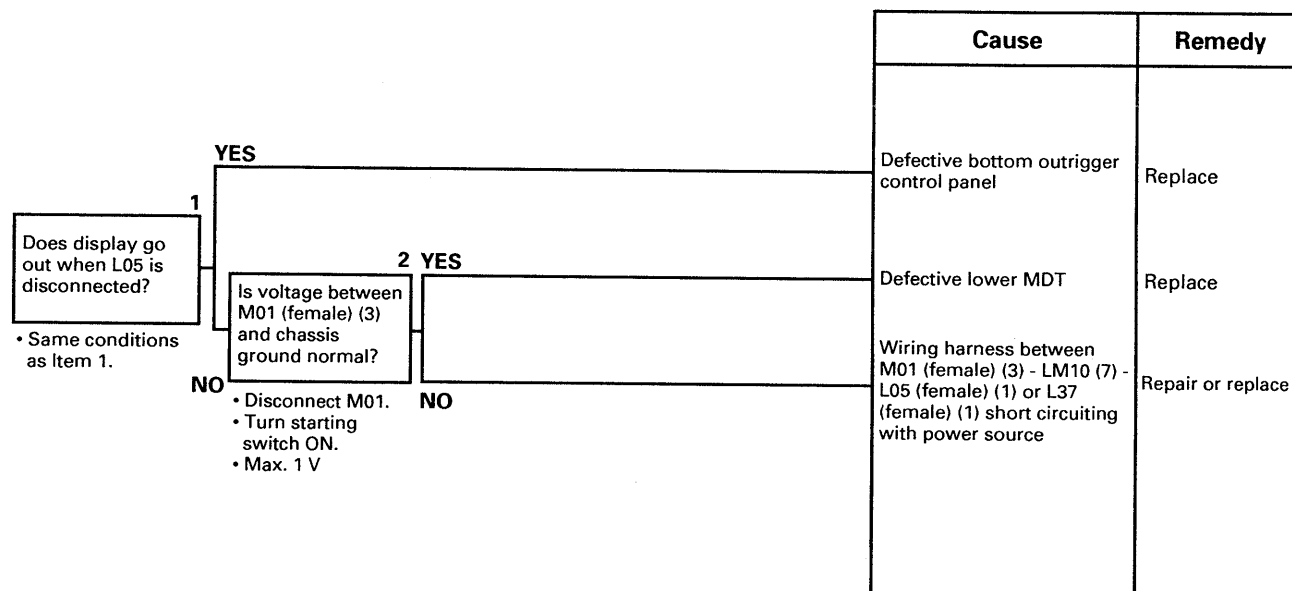 Cause
Remedy
YES
Defective bottom outrigger
control panel
Replace
1
Does display go
out when L05 is
disconnected?
• Same conditions
as Item 1.
2 YES
Defective lower MDT
Replace
Is voltage between
M01 (female) (3)
and chassis
ground normal?
NO
• Disconnect M01.
• Turn starting
switch ON.
• Max. 1 V
NO
Wiring harness between
M01 (female) (3) - LM10 (7) -
L05 (female) (1) or L37
(female) (1) short circuiting
with power source
Repair or replace